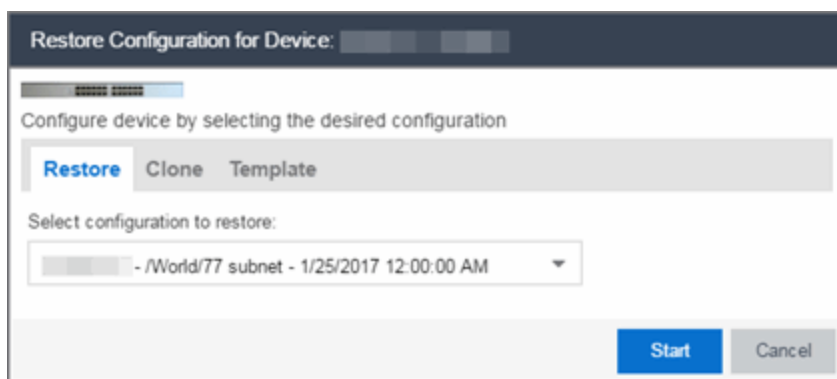 Restore Configuration for Device:
Configure device by selecting the desired configuration
Restore Clone Template
Select configuration to restore:
- /World/77 subnet - 1/25/2017 12:00:00 AM
Start Cancel